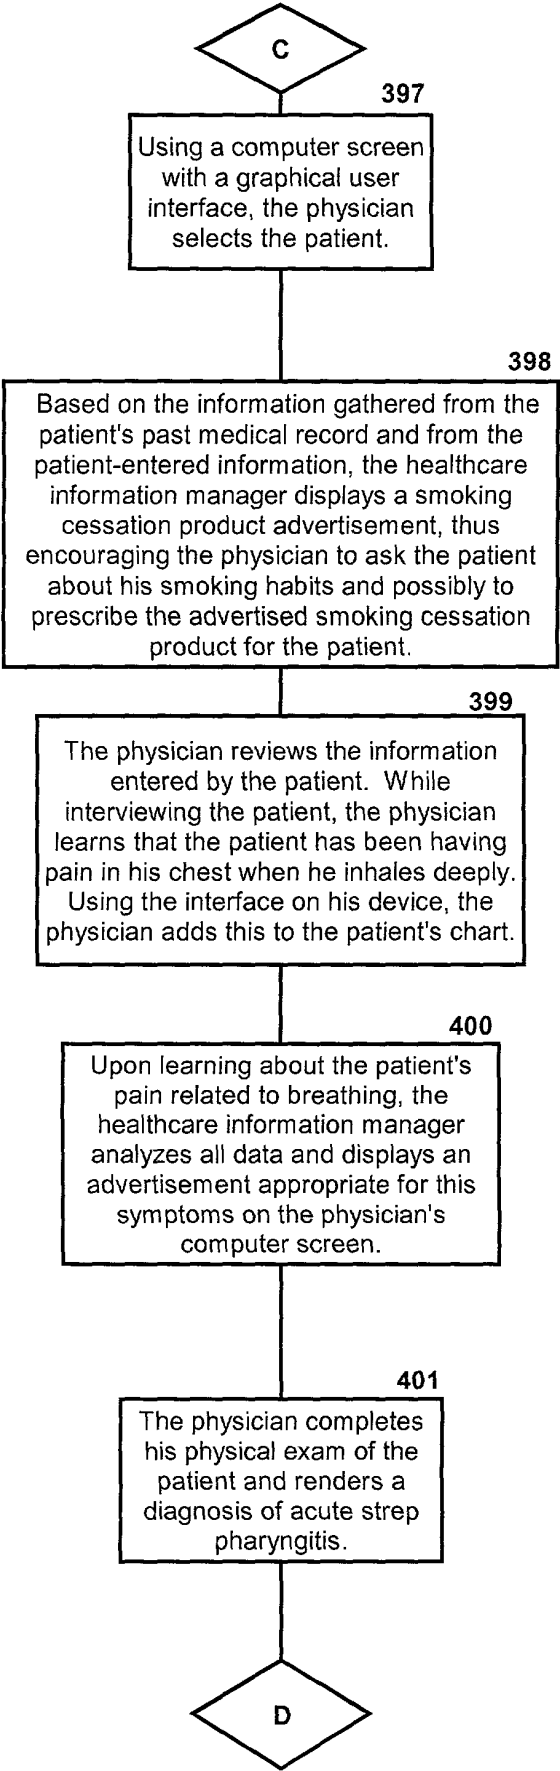 C
397
Using a computer screen
with a graphical user
interface, the physician
selects the patient.
398
Based on the information gathered from the
patient's past medical record and from the
patient-entered information, the healthcare
information manager displays a smoking
cessation product advertisement, thus
encouraging the physician to ask the patient
about his smoking habits and possibly to
prescribe the advertised smoking cessation
product for the patient.
399
The physician reviews the information
entered by the patient. While
interviewing the patient, the physician
learns that the patient has been having
pain in his chest when he inhales deeply.
Using the interface on his device, the
physician adds this to the patient's chart.
400
Upon learning about the patient's
pain related to breathing, the
healthcare information manager
analyzes all data and displays an
advertisement appropriate for this
symptoms on the physician's
computer screen.
401
The physician completes
his physical exam of the
patient and renders a
diagnosis of acute strep
pharyngitis.
D